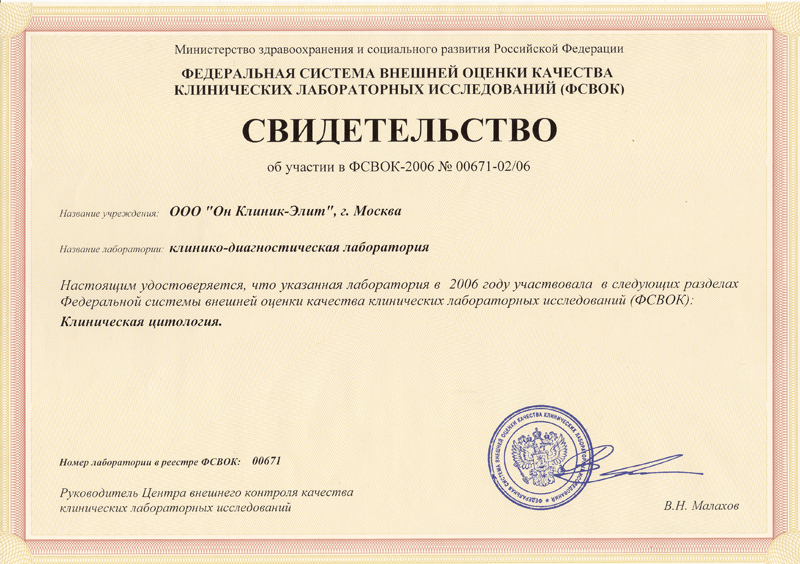 Министерство здравоохранения и социального развития Российской Федерации
ФЕДЕРАЛЬНАЯ СИСТЕМА ВНЕШНЕЙ ОЦЕНКИ КАЧЕСТВА
КЛИНИЧЕСКИХ ЛАБОРАТОРНЫХ ИССЛЕДОВАНИЙ (ФСВОК)
СВИДЕТЕЛЬСТВО
об участии в ФСВОК-2006 № 00671-02/06
Название учреждения: ООО "Он Клиник-Элит", г. Москва
Название лаборатории: клинико-диагностическая лаборатория
Настоящим удостоверяется, что указанная лаборатория в 2006 году участвовала в следующих разделах
Федеральной системы внешней оценки качества клинических лабораторных исследований (ФСВОК):
Клиническая цитология.
ФЕДЕРАЛЬНАЯ СИСТЕМА ВНЕШНЕЙ ОЦЕНКИ КАЧЕСТВА КЛИНИЧЕСКИХ ЛАБОРАТОРНЫХ ИССЛЕДОВАНИЙ
Номер лаборатории в реестре ФСВОК: 00671
Руководитель Центра внешнего контроля качества
клинических лабораторных исследований
В.Н. Малахов